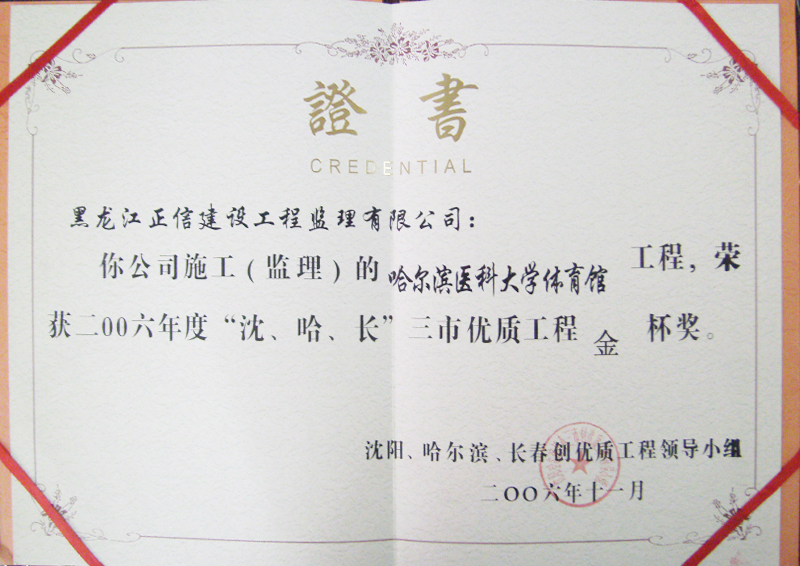 證書
CREDENTIAL
黑龙江正信建设工程监理有限公司：
你公司施工（监理）的哈尔滨医科大学体育馆工程，荣
获二00六年度“沈、哈、长”三市优质工程金杯奖。
沈阳、哈尔滨、长春创优质工程领导小组
二〇〇六年十一月